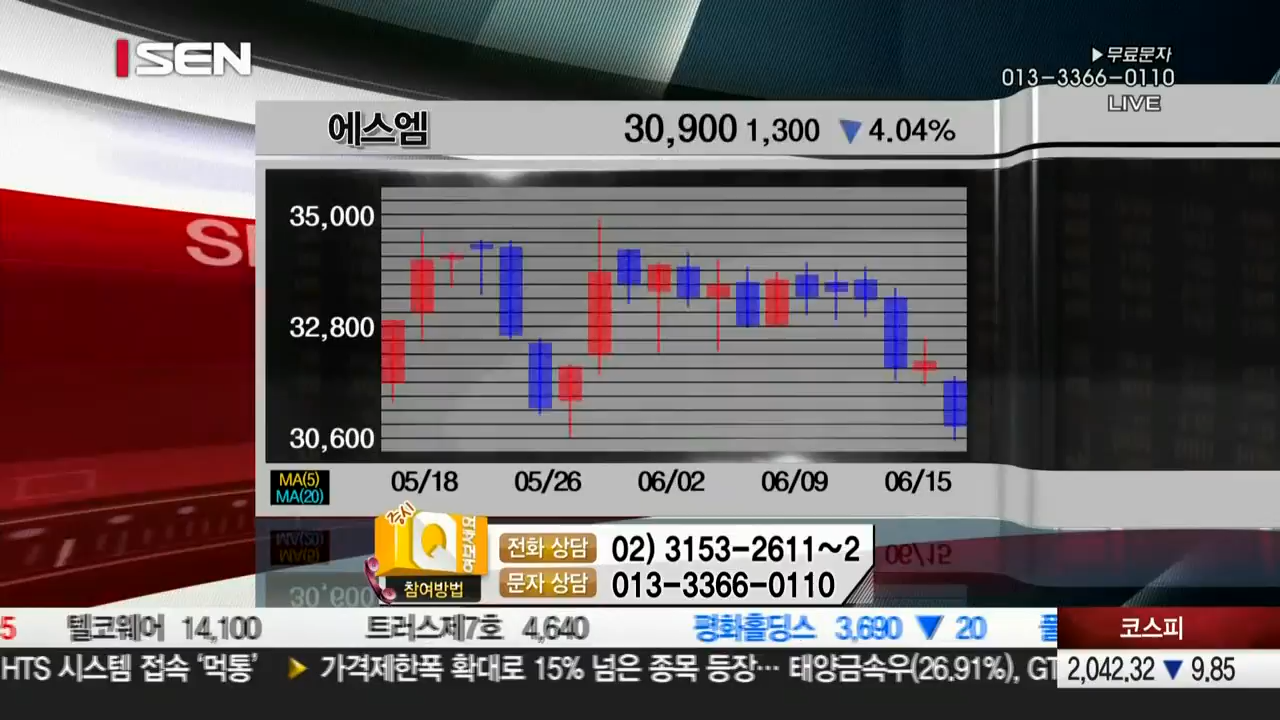 SEN
▶무료문자
013-3366-0110
LIVE
에스엠 30,900 1,300 ▼ 4.04%
35,000
32,800
30,600
MA(5)
MA(20)
05/18 05/26 06/02 06/09 06/15
증시
Q
참여방법
전화 상담 02) 3153-2611~2
문자 상담 013-3366-0110
5 텔코웨어 14,100 트러스제7호 4,640 평화홀딩스 3,690 ▼ 20
코스피
HTS 시스템 접속 '먹통' ▶ 가격제한폭 확대로 15% 넘은 종목 등장… 태양금속우(26.91%), GT
2,042.32 ▼ 9.85